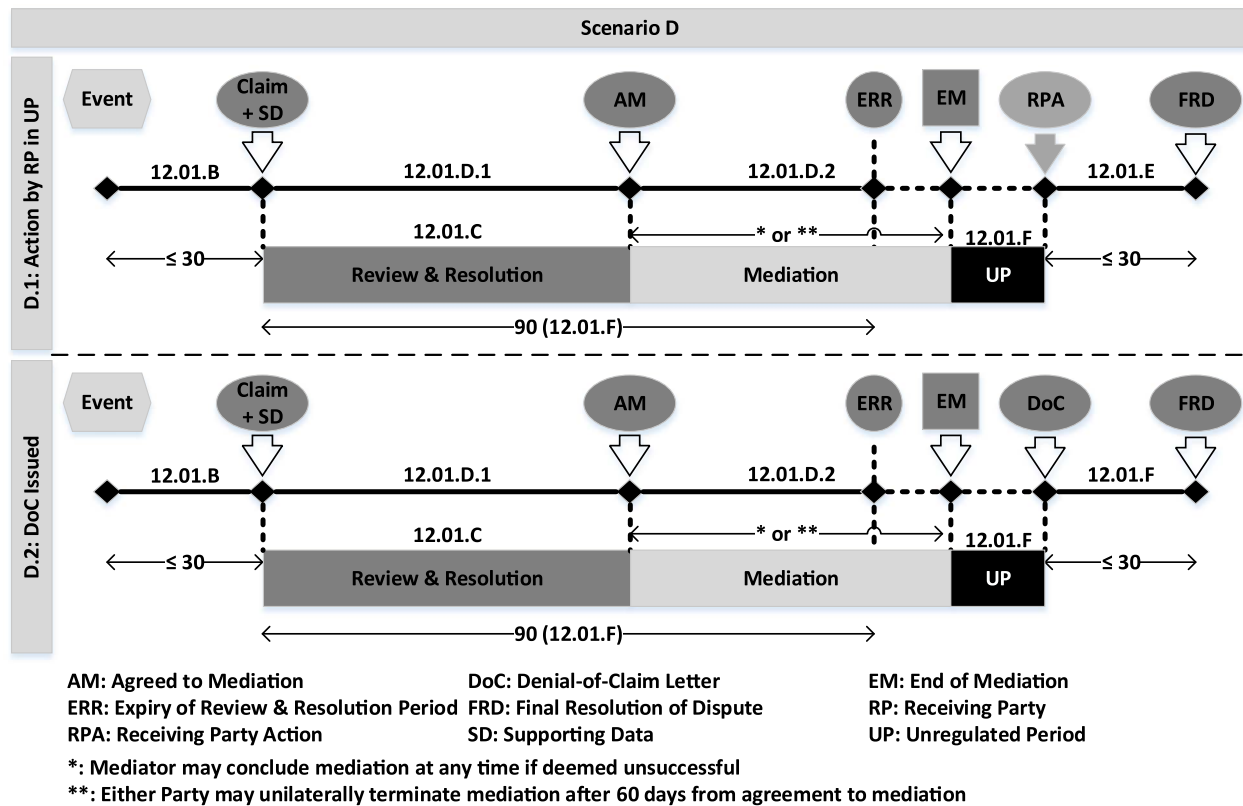 Scenario D
D.1: Action by RP in UP
Event
Claim
+ SD
AM
ERR
EM
RPA
FRD
12.01.B
12.01.D.1
12.01.D.2
12.01.E
12.01.C
* or **
12.01.F
≤ 30
Review & Resolution
Mediation
UP
≤ 30
90 (12.01.F)
D.2: DoC Issued
Event
Claim
+ SD
AM
ERR
EM
DoC
FRD
12.01.B
12.01.D.1
12.01.D.2
12.01.F
12.01.C
* or **
12.01.F
≤ 30
Review & Resolution
Mediation
UP
≤ 30
90 (12.01.F)
AM: Agreed to Mediation
DoC: Denial-of-Claim Letter
EM: End of Mediation
ERR: Expiry of Review & Resolution Period
FRD: Final Resolution of Dispute
RP: Receiving Party
RPA: Receiving Party Action
SD: Supporting Data
UP: Unregulated Period
*: Mediator may conclude mediation at any time if deemed unsuccessful
**: Either Party may unilaterally terminate mediation after 60 days from agreement to mediation